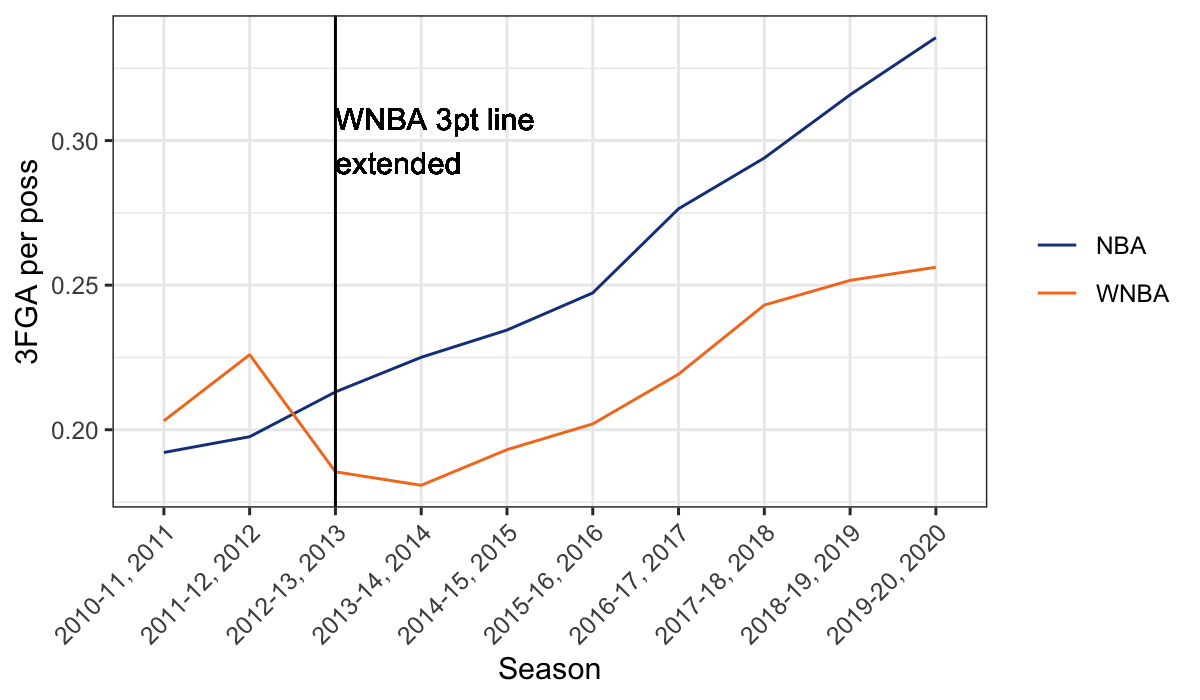 WNBA 3pt line
extended
0.30
0.25
0.20
3FGA per poss
NBA
WNBA
2010-11, 2011
2011-12, 2012
2012-13, 2013
2013-14, 2014
2014-15, 2015
2015-16, 2016
2016-17, 2017
2017-18, 2018
2018-19, 2019
2019-20, 2020
Season